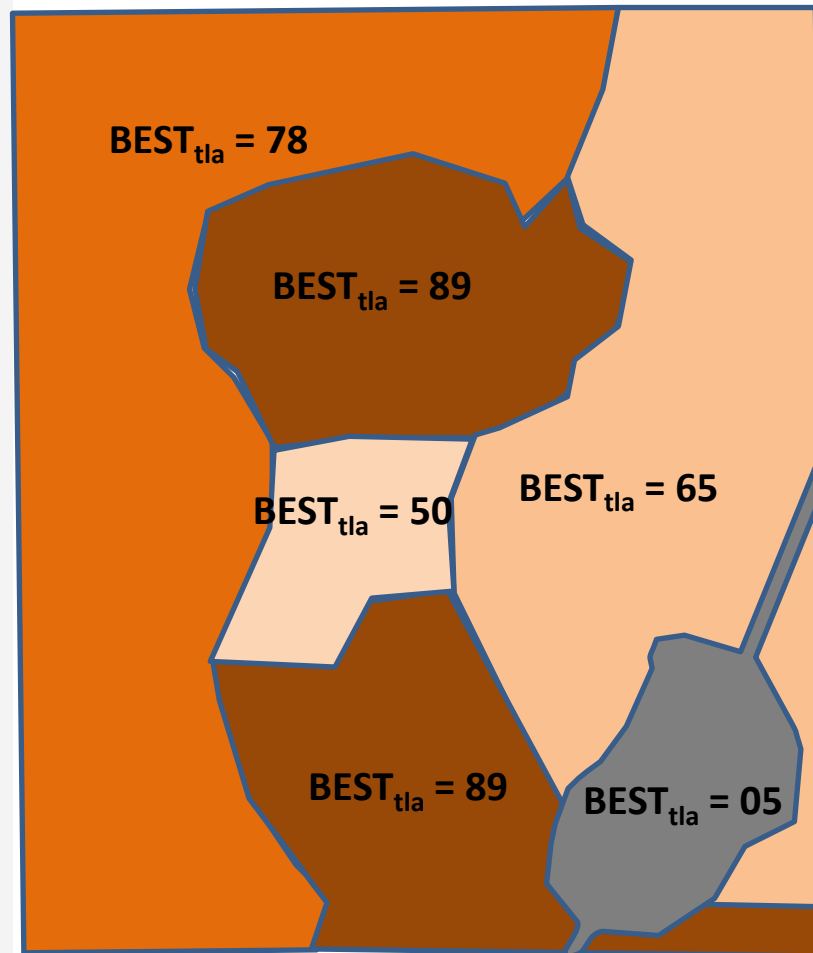 BESTtla = 78
BESTtla = 89
BESTtla = 65
BESTtla = 50
BESTtla = 89
BESTtla = 05